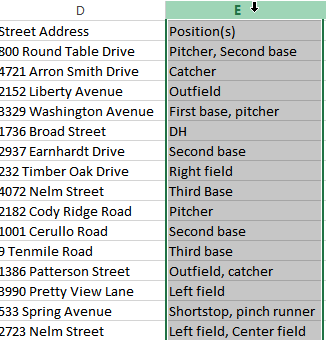 D E
Street Address Position(s)
800 Round Table Drive Pitcher, Second base
4721 Arron Smith Drive Catcher
2152 Liberty Avenue Outfield
3329 Washington Avenue First base, pitcher
1736 Broad Street DH
2937 Earnhardt Drive Second base
232 Timber Oak Drive Right field
4072 Nelm Street Third Base
2182 Cody Ridge Road Pitcher
1001 Cerullo Road Second base
9 Tenmile Road Third base
1386 Patterson Street Outfield, catcher
3990 Pretty View Lane Left field
533 Spring Avenue Shortstop, pinch runner
2723 Nelm Street Left field, Center field